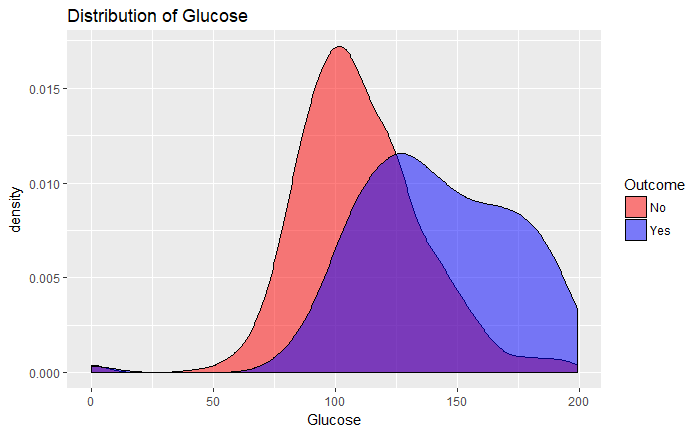 Distribution of Glucose
0.015
0.010
0.005
0.000
density
0
50
100
150
200
Glucose
Outcome
No
Yes